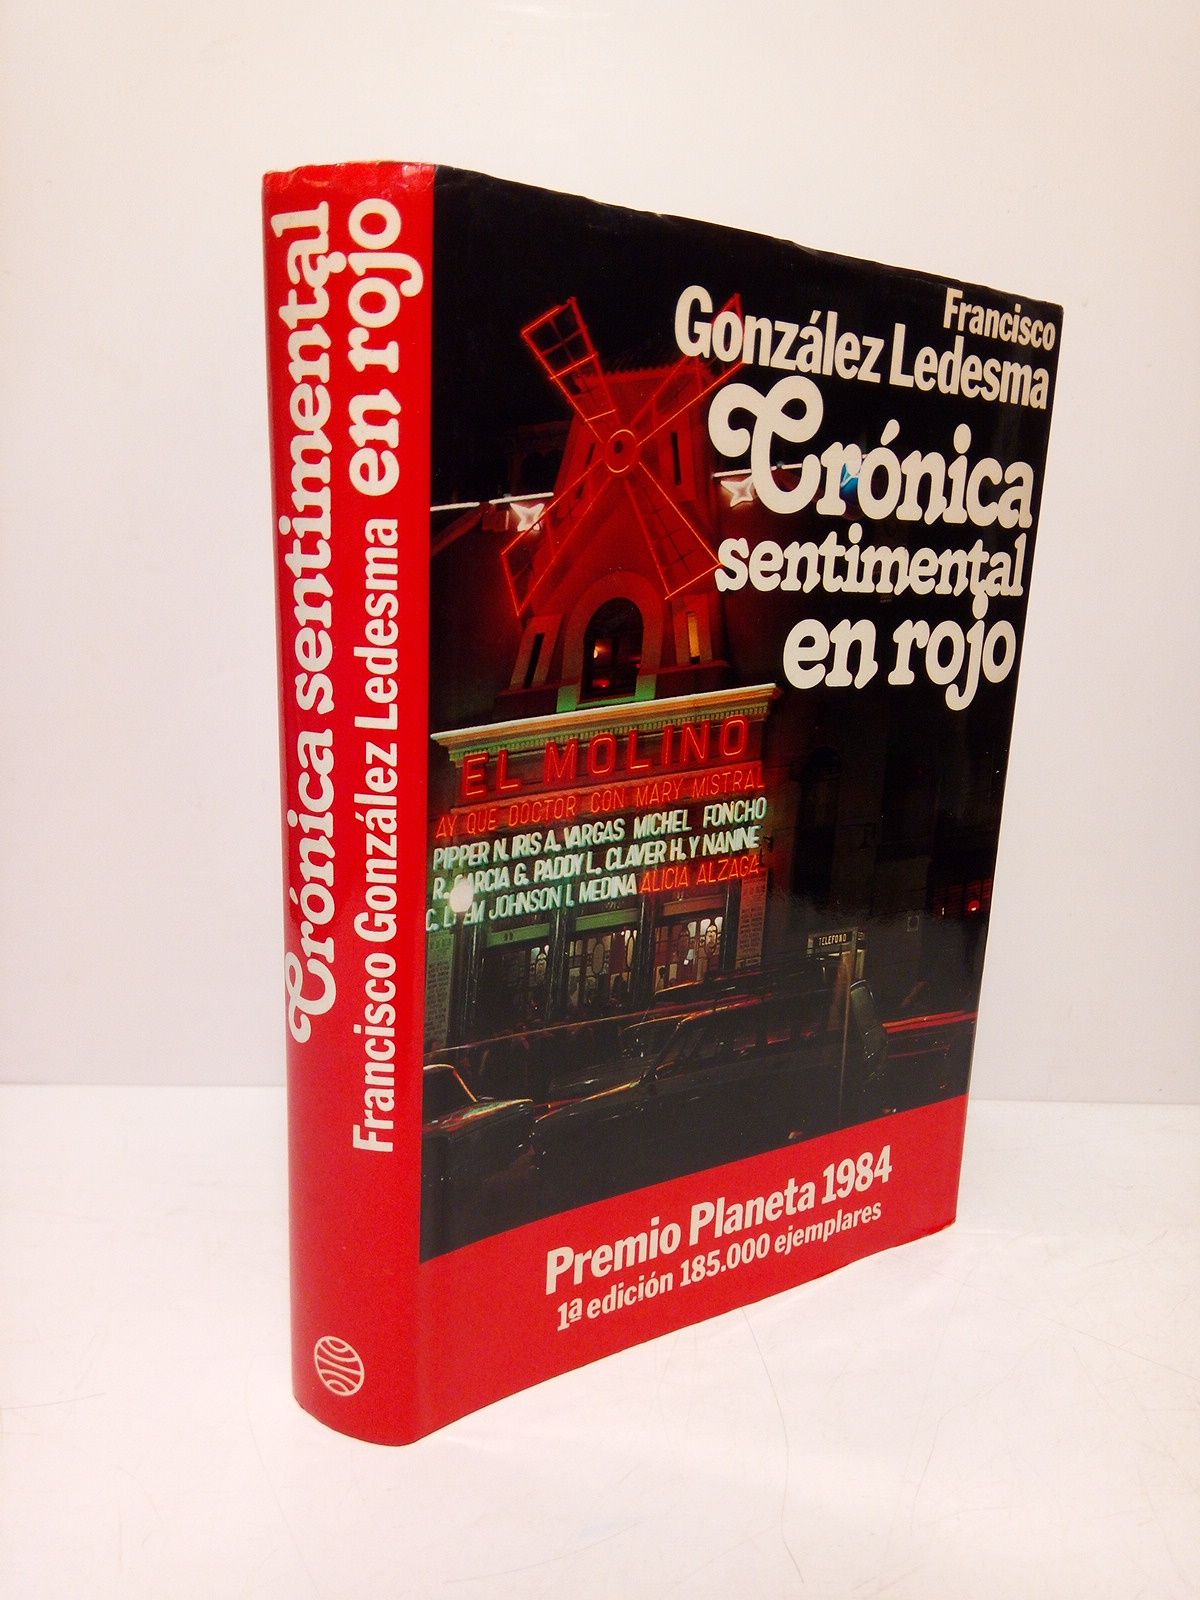 Crónica sentimental
en rojo
Francisco González Ledesma
Francisco
González Ledesma
Crónica
sentimental
en rojo
EL MOLINO
AY QUE DOCTOR CON MARY MISTRAL
PIPPER N. IRIS A. VARGAS MICHEL FONCHO
R. GARCIA G. PADDY L. CLAVER H. Y NANINE
JOHNSON I. MEDINA ALICIA ALZAGA
TELEFONO
Premio Planeta 1984
1ª edición 185.000 ejemplares